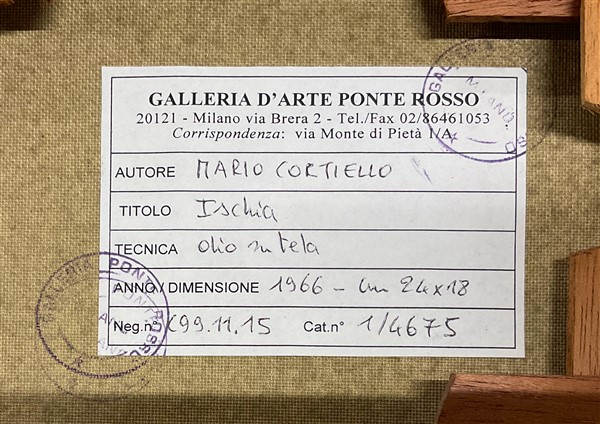 GALLERIA D'ARTE PONTE ROSSO
20121 - Milano via Brera 2 - Tel./Fax 02/86461053
Corrispondenza: via Monte di Pietà 1/A
AUTORE MARIO CORTIELLO
TITOLO Ischia
TECNICA olio su tela
ANNO / DIMENSIONE 1966 - cm 24x18
Neg.n° C99.11.15 Cat.n° 1/4675